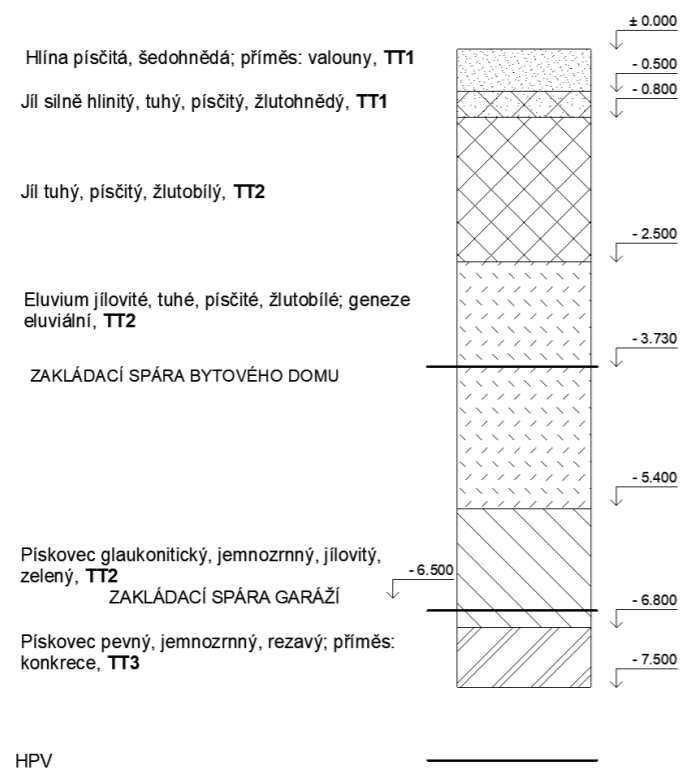 ± 0.000
Hlína písčitá, šedohnědá; příměs: valouny, TT1
- 0.500
- 0.800
Jíl silně hlinitý, tuhý, písčitý, žlutohnědý, TT1
Jíl tuhý, písčitý, žlutobílý, TT2
- 2.500
Eluvium jílovité, tuhé, písčité, žlutobílé; geneze
eluviální, TT2
- 3.730
ZAKLÁDACÍ SPÁRA BYTOVÉHO DOMU
- 5.400
Pískovec glaukonitický, jemnozrnný, jílovitý,
zelený, TT2
- 6.500
ZAKLÁDACÍ SPÁRA GARÁŽÍ
- 6.800
Pískovec pevný, jemnozrnný, rezavý; příměs:
konkrece, TT3
- 7.500
HPV